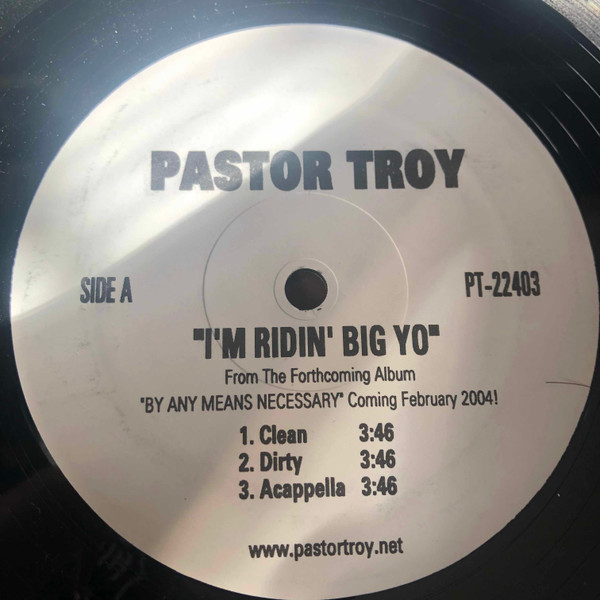 PASTOR TROY
SIDE A
PT-22403
"I'M RIDIN' BIG YO"
From The Forthcoming Album
"BY ANY MEANS NECESSARY" Coming February 2004!
1. Clean 3:46
2. Dirty 3:46
3. Acappella 3:46
www.pastortroy.net